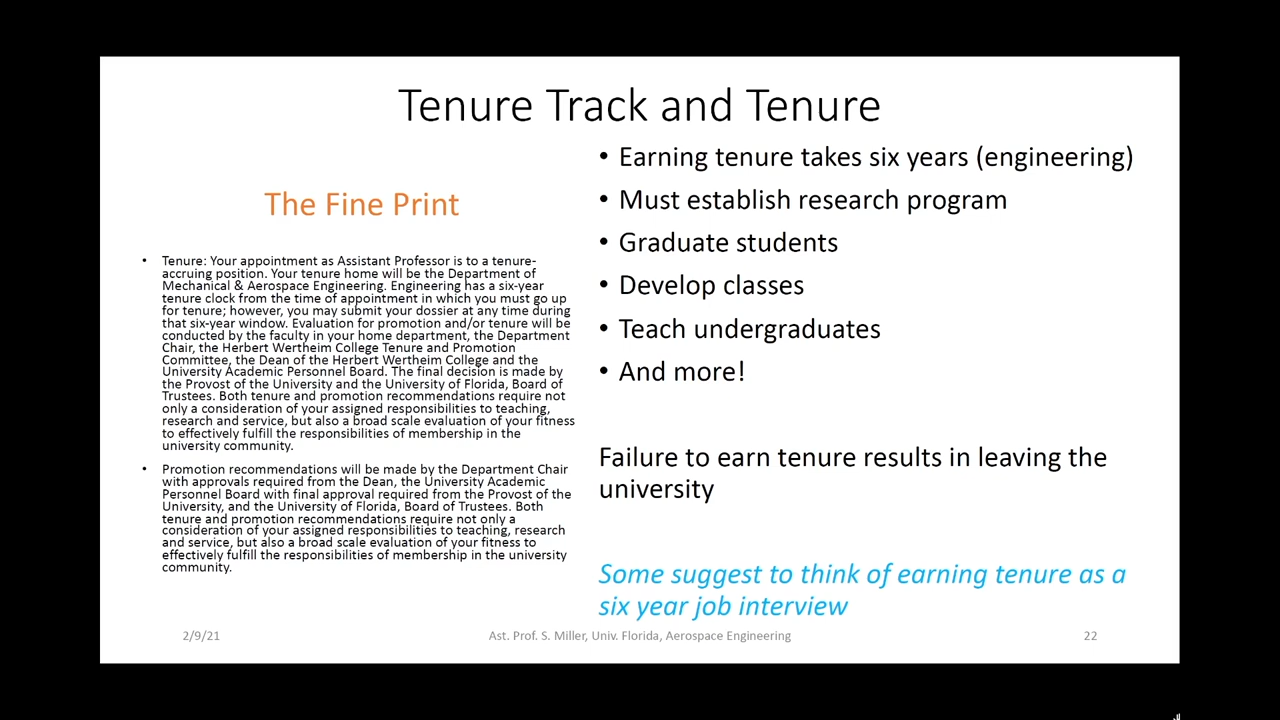 Tenure Track and Tenure
The Fine Print
• Tenure: Your appointment as Assistant Professor is to a tenure-
accruing position. Your tenure home will be the Department of
Mechanical & Aerospace Engineering. Engineering has a six-year
tenure clock from the time of appointment in which you must go up
for tenure; however, you may submit your dossier at any time during
that six-year window. Evaluation for promotion and/or tenure will be
conducted by the faculty in your home department, the Department
Chair, the Herbert Wertheim College Tenure and Promotion
Committee, the Dean of the Herbert Wertheim College and the
University Academic Personnel Board. The final decision is made by
the Provost of the University and the University of Florida, Board of
Trustees. Both tenure and promotion recommendations require not
only a consideration of your assigned responsibilities to teaching,
research and service, but also a broad scale evaluation of your fitness
to effectively fulfill the responsibilities of membership in the
university community.
• Promotion recommendations will be made by the Department Chair
with approvals required from the Dean, the University Academic
Personnel Board with final approval required from the Provost of the
University, and the University of Florida, Board of Trustees. Both
tenure and promotion recommendations require not only a
consideration of your assigned responsibilities to teaching, research
and service, but also a broad scale evaluation of your fitness to
effectively fulfill the responsibilities of membership in the university
community.
• Earning tenure takes six years (engineering)
• Must establish research program
• Graduate students
• Develop classes
• Teach undergraduates
• And more!
Failure to earn tenure results in leaving the
university
Some suggest to think of earning tenure as a
six year job interview
2/9/21
Ast. Prof. S. Miller, Univ. Florida, Aerospace Engineering
22